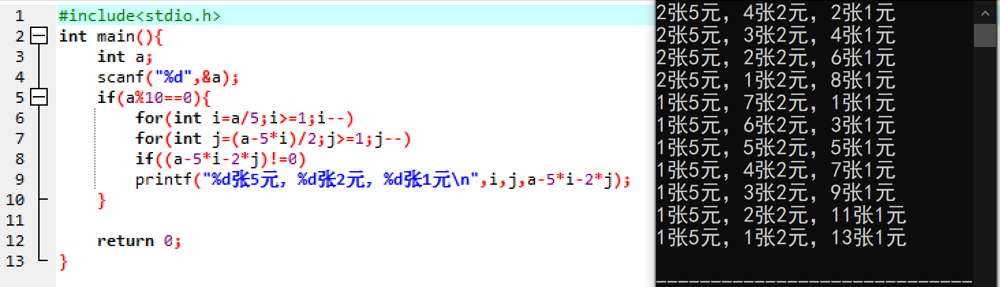 1 #include<stdio.h>
2 int main(){
3 int a;
4 scanf("%d",&a);
5 if(a%10==0){
6 for(int i=a/5;i>=1;i--)
7 for(int j=(a-5*i)/2;j>=1;j--)
8 if((a-5*i-2*j)!=0)
9 printf("%d张5元，%d张2元，%d张1元\n",i,j,a-5*i-2*j);
10 }
11
12 return 0;
13 }
2张5元，4张2元，2张1元
2张5元，3张2元，4张1元
2张5元，2张2元，6张1元
2张5元，1张2元，8张1元
1张5元，7张2元，1张1元
1张5元，6张2元，3张1元
1张5元，5张2元，5张1元
1张5元，4张2元，7张1元
1张5元，3张2元，9张1元
1张5元，2张2元，11张1元
1张5元，1张2元，13张1元
-----------------------------